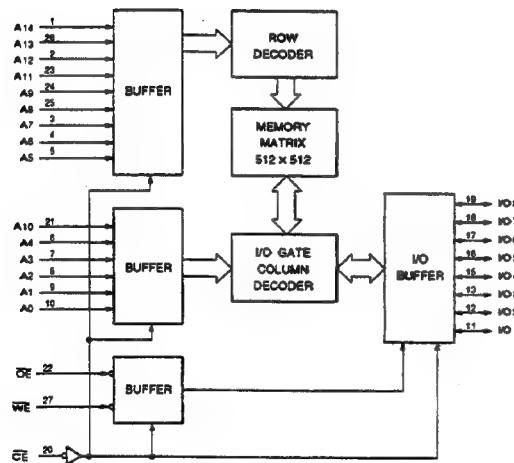 A14 1
A13 26
A12 2
A11 23
A9 24
A8 25
A7 3
A6 4
A5 5
BUFFER
ROW
DECODER
MEMORY
MATRIX
512 × 512
A10 21
A4 6
A3 7
A2 8
A1 9
A0 10
BUFFER
I/O GATE
COLUMN
DECODER
I/O
BUFFER
19 I/O
18 I/O
17 I/O
16 I/O
15 I/O
13 I/O
12 I/O
11 I/O
OE 22
WE 27
BUFFER
CE 20